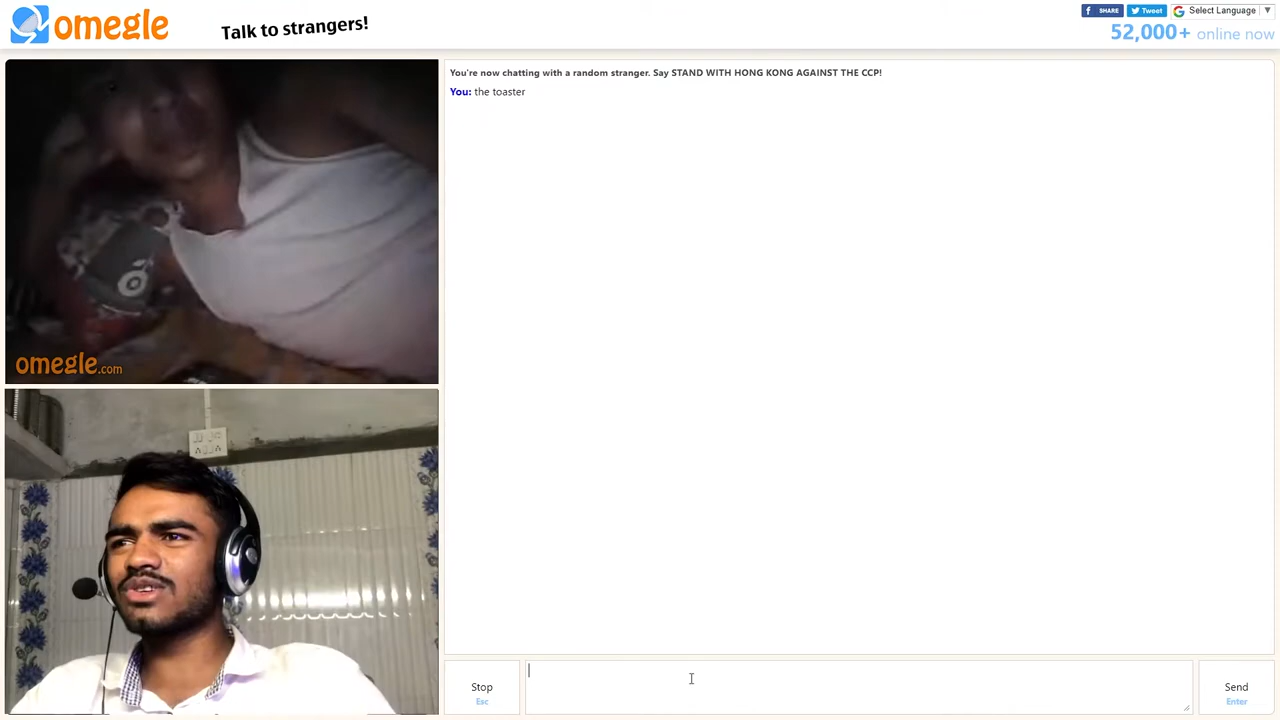 omegle
Talk to strangers!
f SHARE
Tweet
G Select Language ▼
52,000+ online now
You're now chatting with a random stranger. Say STAND WITH HONG KONG AGAINST THE CCP!
You: the toaster
omegle.com
Stop
Esc
Send
Enter